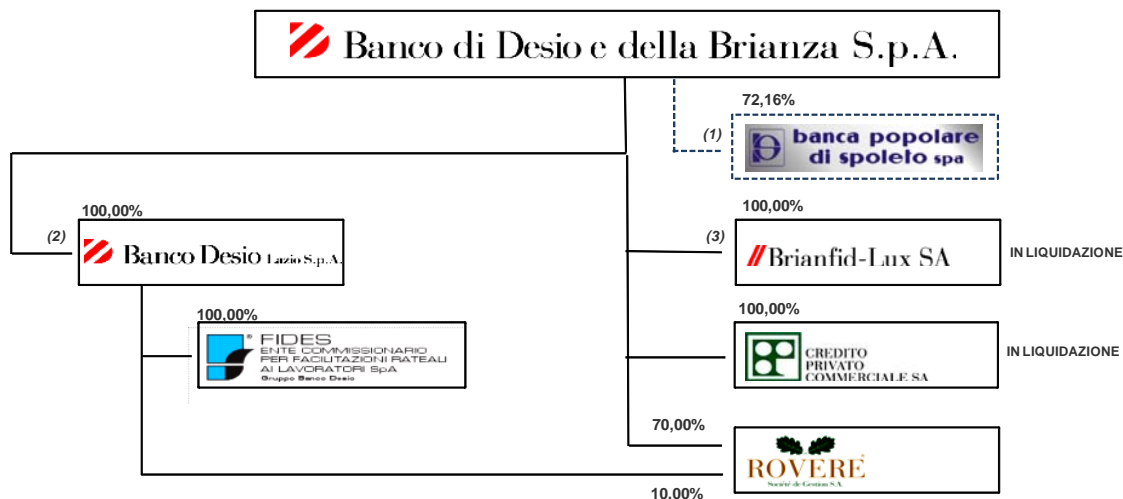 Banco di Desio e della Brianza S.p.A.
72,16%
(1)
banca popolare
di spoleto spa
100,00%
(2)
Banco Desio Lazio S.p.A.
100,00%
(3)
Brianfid-Lux SA
IN LIQUIDAZIONE
100,00%
®
FIDES
ENTE COMMISSIONARIO
PER FACILITAZIONI RATEALI
AI LAVORATORI SpA
Gruppo Banco Desio
100,00%
CREDITO
PRIVATO
COMMERCIALE SA
IN LIQUIDAZIONE
70,00%
ROVERE
Société de Gestion S.A.
10,00%